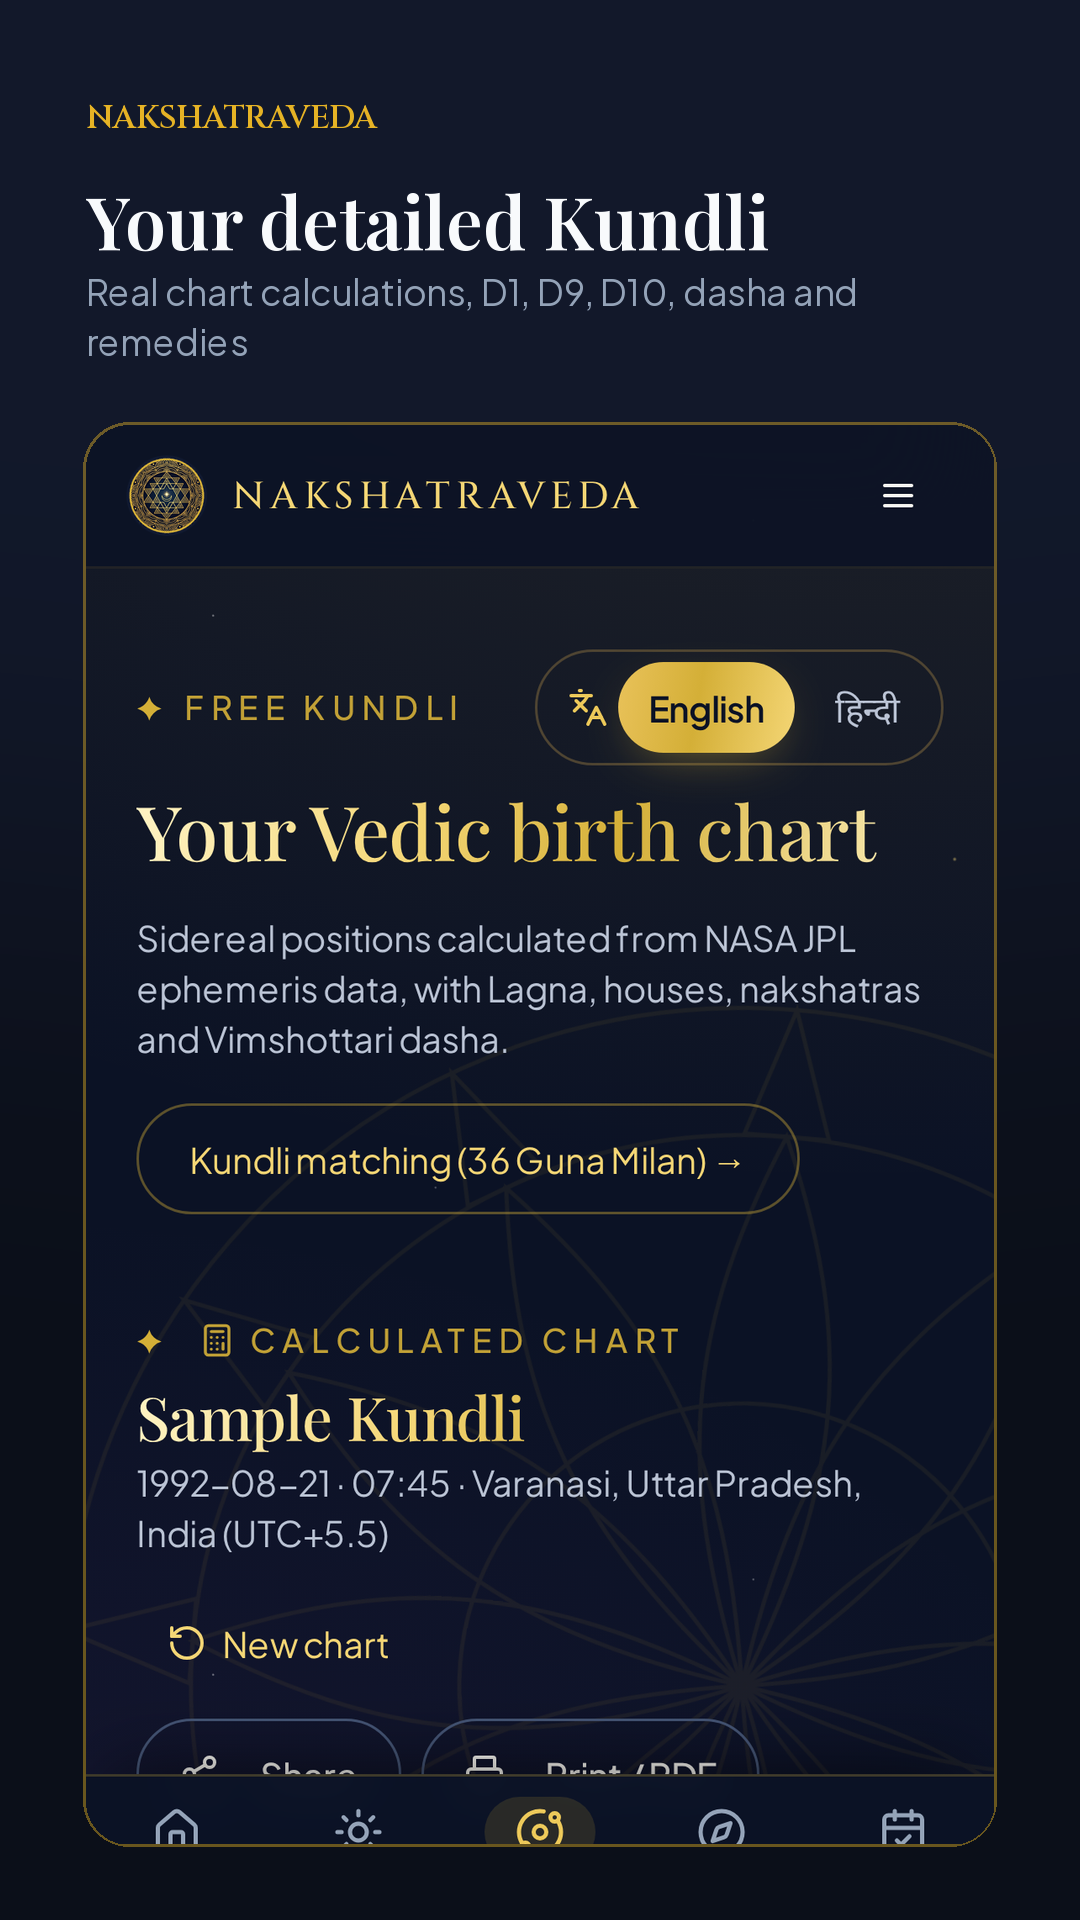 NAKSHATRAVEDA
Your detailed Kundli
Real chart calculations, D1, D9, D10, dasha and
remedies
NAKSHATRAVEDA
✦ FREE KUNDLI
English
हिन्दी
Your Vedic birth chart
Sidereal positions calculated from NASA JPL
ephemeris data, with Lagna, houses, nakshatras
and Vimshottari dasha.
Kundli matching (36 Guna Milan) →
✦ CALCULATED CHART
Sample Kundli
1992-08-21 · 07:45 · Varanasi, Uttar Pradesh,
India (UTC+5.5)
New chart
Share
Print / PDF